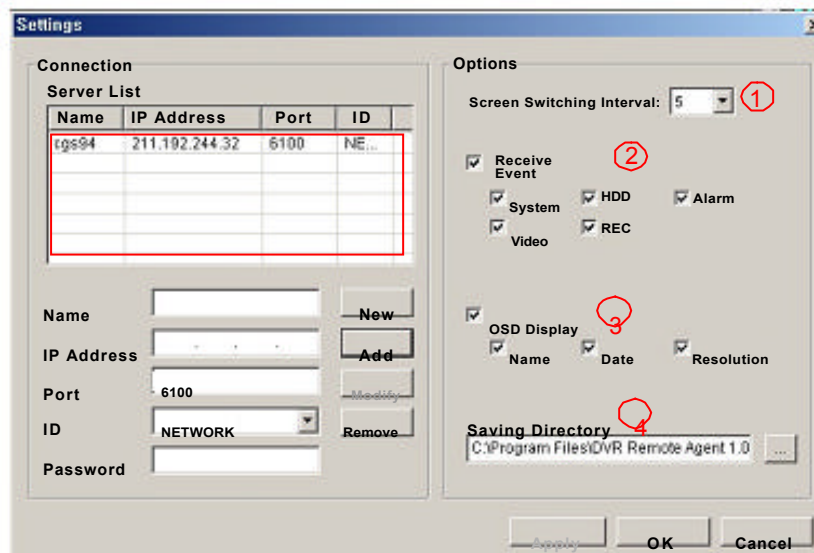 Settings
Connection
Server List
Name IP Address Port ID
cgs94 211.192.244.32 6100 NE...
Name
New
IP Address . . .
Add
Port 6100
Modify
ID NETWORK
Remove
Password
Options
Screen Switching Interval: 5 1
Receive Event 2
System HDD Alarm
Video REC
OSD Display 3
Name Date Resolution
Saving Directory 4
C:\Program Files\DVR Remote Agent 1.0 ...
Apply OK Cancel